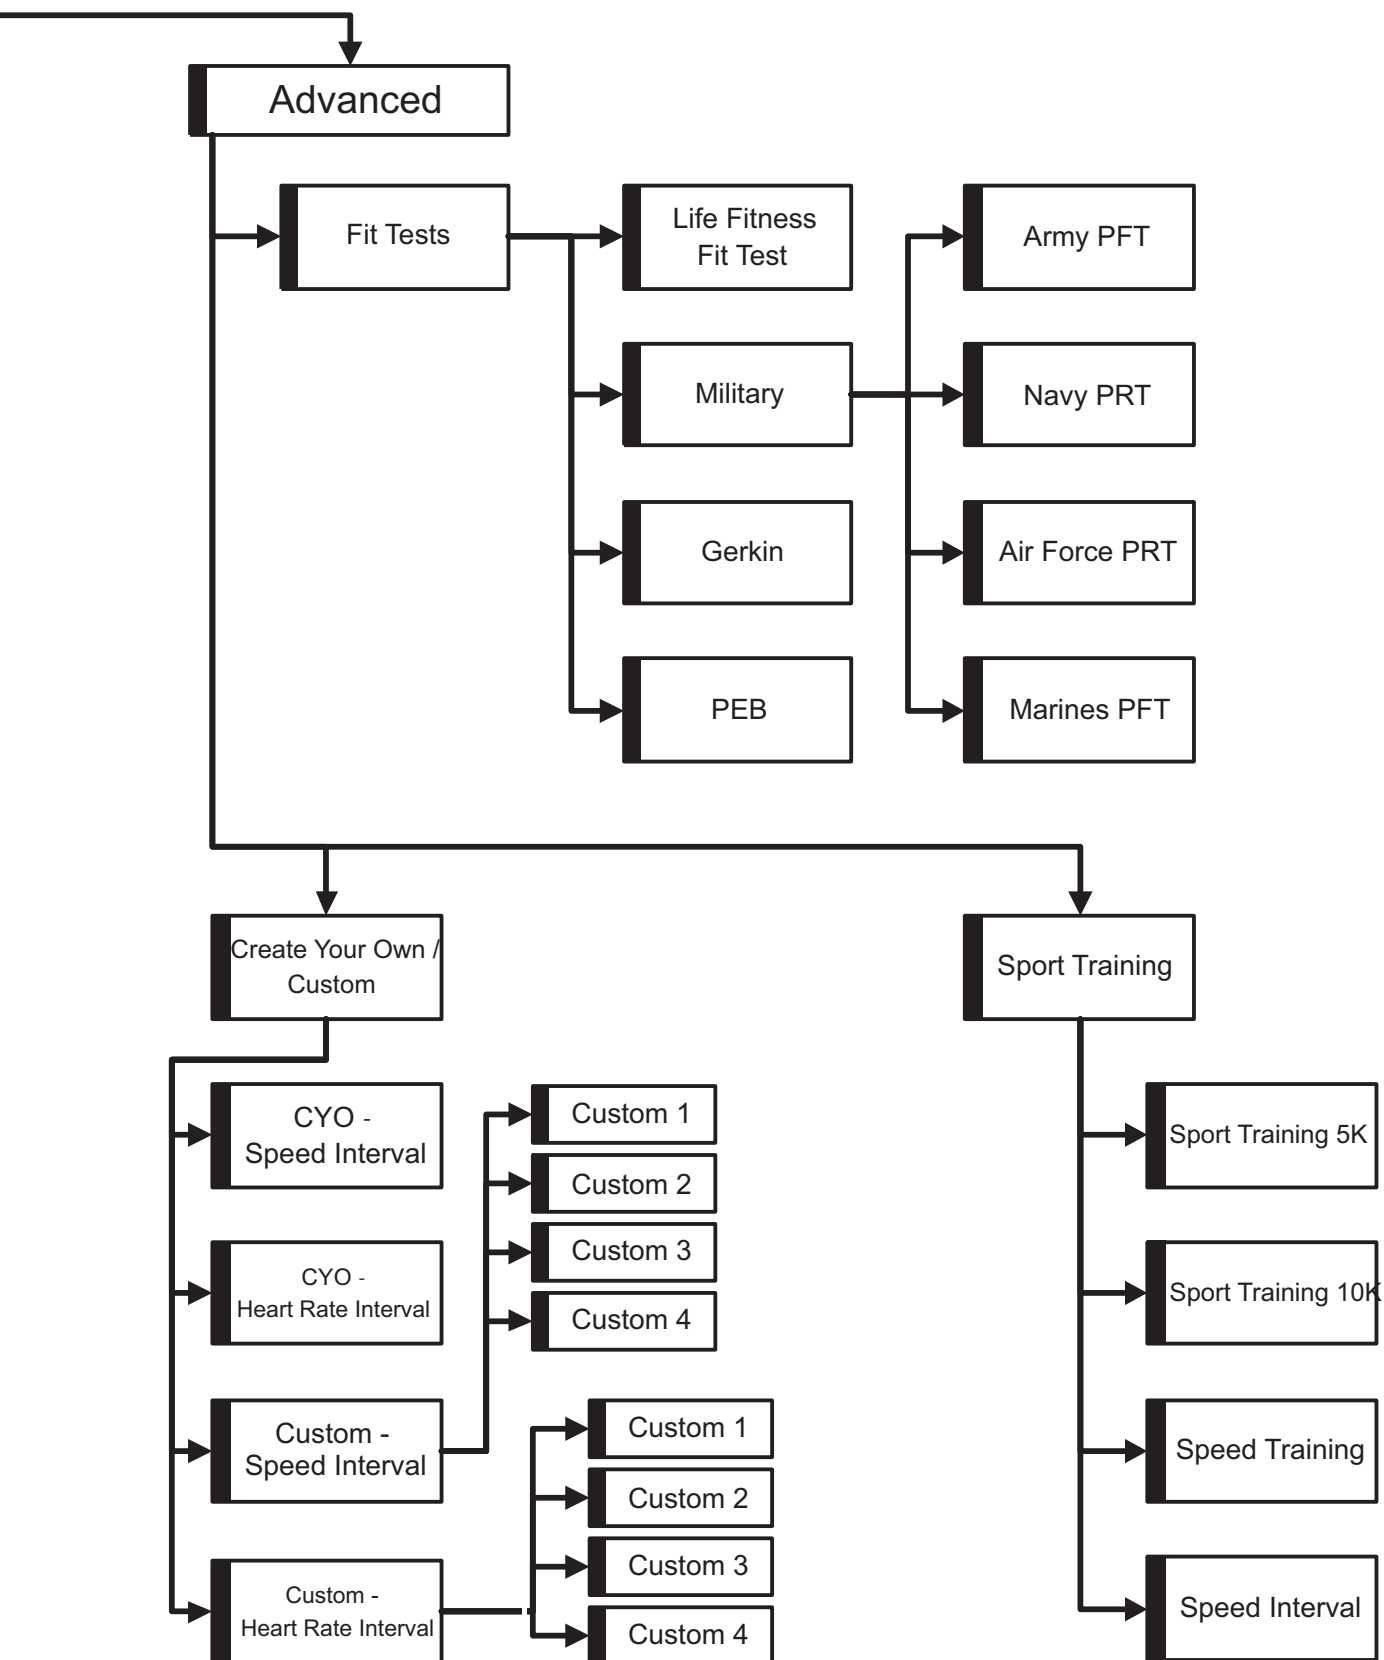 Advanced
Fit Tests
Life Fitness
Fit Test
Army PFT
Military
Navy PRT
Gerkin
Air Force PRT
PEB
Marines PFT
Create Your Own /
Custom
Sport Training
CYO -
Speed Interval
Custom 1
Custom 2
Custom 3
Custom 4
Sport Training 5K
CYO -
Heart Rate Interval
Sport Training 10K
Custom -
Speed Interval
Custom 1
Custom 2
Custom 3
Custom 4
Speed Training
Custom -
Heart Rate Interval
Speed Interval